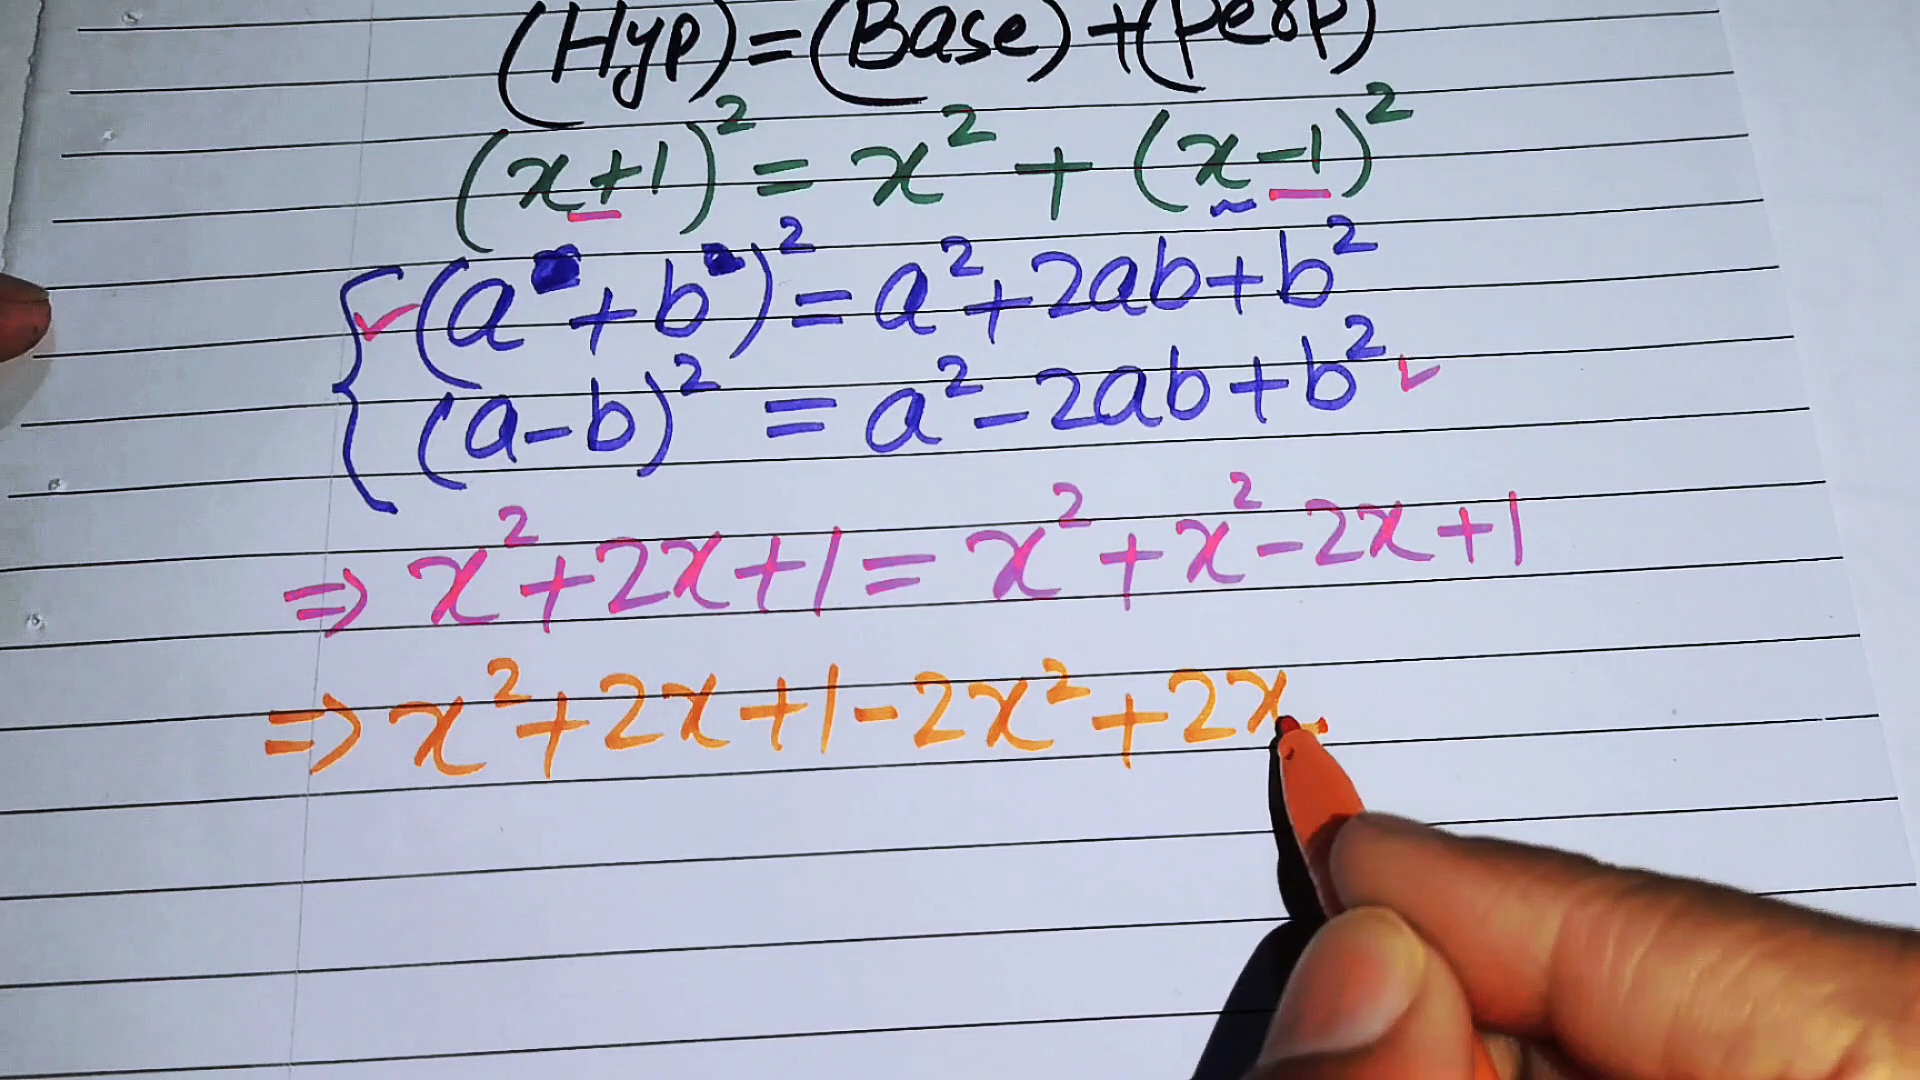 (Hyp) = (Base) + (Perp)
(x+1)² = x² + (x-1)²
(a + b)² = a² + 2ab + b²
(a-b)² = a² - 2ab + b²
⇒ x² + 2x + 1 = x² + x² - 2x + 1
⇒ x² + 2x + 1 - 2x² + 2x -